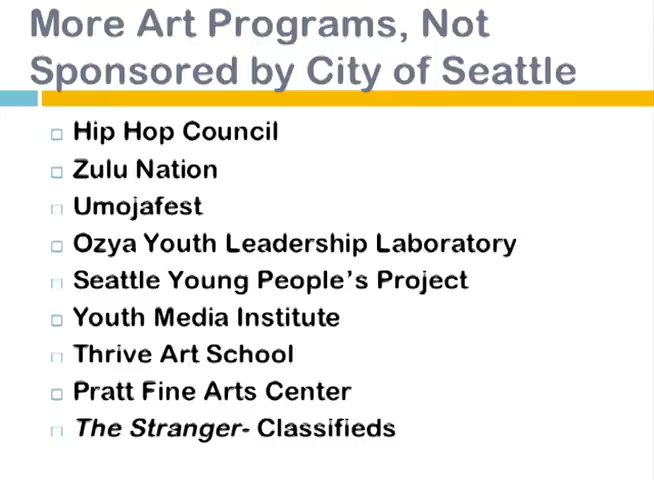 More Art Programs, Not
Sponsored by City of Seattle
Hip Hop Council
Zulu Nation
Umojafest
Ozya Youth Leadership Laboratory
Seattle Young People's Project
Youth Media Institute
Thrive Art School
Pratt Fine Arts Center
The Stranger- Classifieds